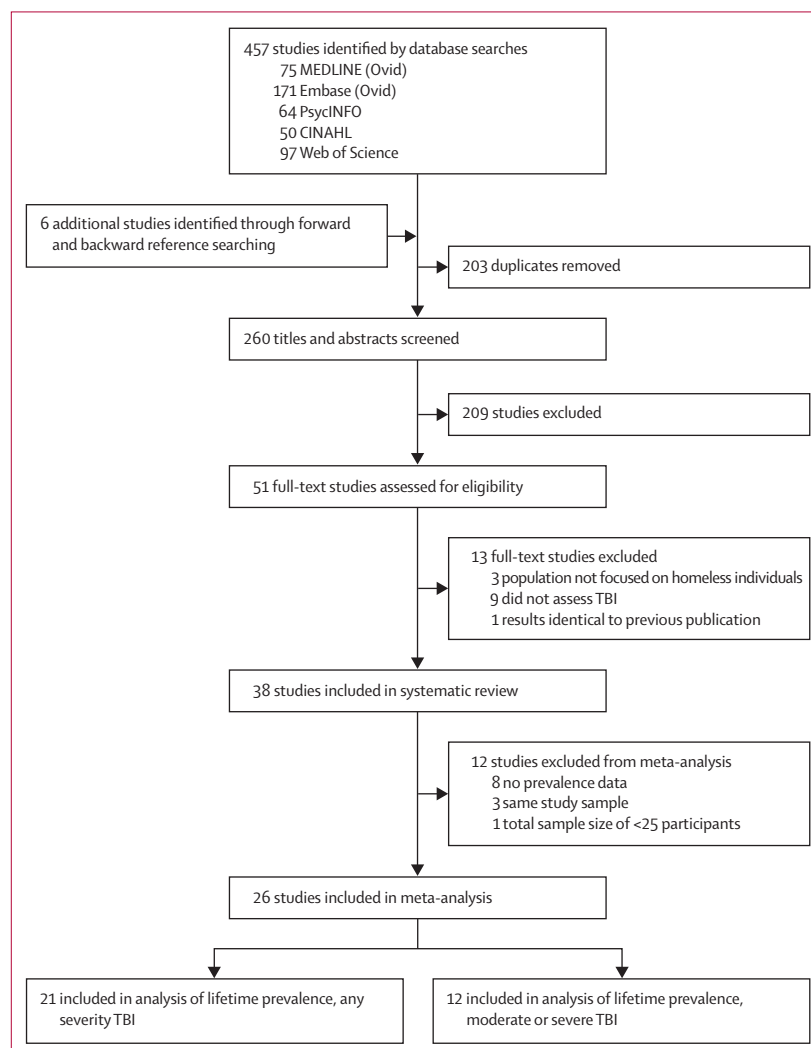 457 studies identified by database searches
75 MEDLINE (Ovid)
171 Embase (Ovid)
64 PsycINFO
50 CINAHL
97 Web of Science
6 additional studies identified through forward
and backward reference searching
203 duplicates removed
260 titles and abstracts screened
209 studies excluded
51 full-text studies assessed for eligibility
13 full-text studies excluded
3 population not focused on homeless individuals
9 did not assess TBI
1 results identical to previous publication
38 studies included in systematic review
12 studies excluded from meta-analysis
8 no prevalence data
3 same study sample
1 total sample size of <25 participants
26 studies included in meta-analysis
21 included in analysis of lifetime prevalence, any
severity TBI
12 included in analysis of lifetime prevalence,
moderate or severe TBI